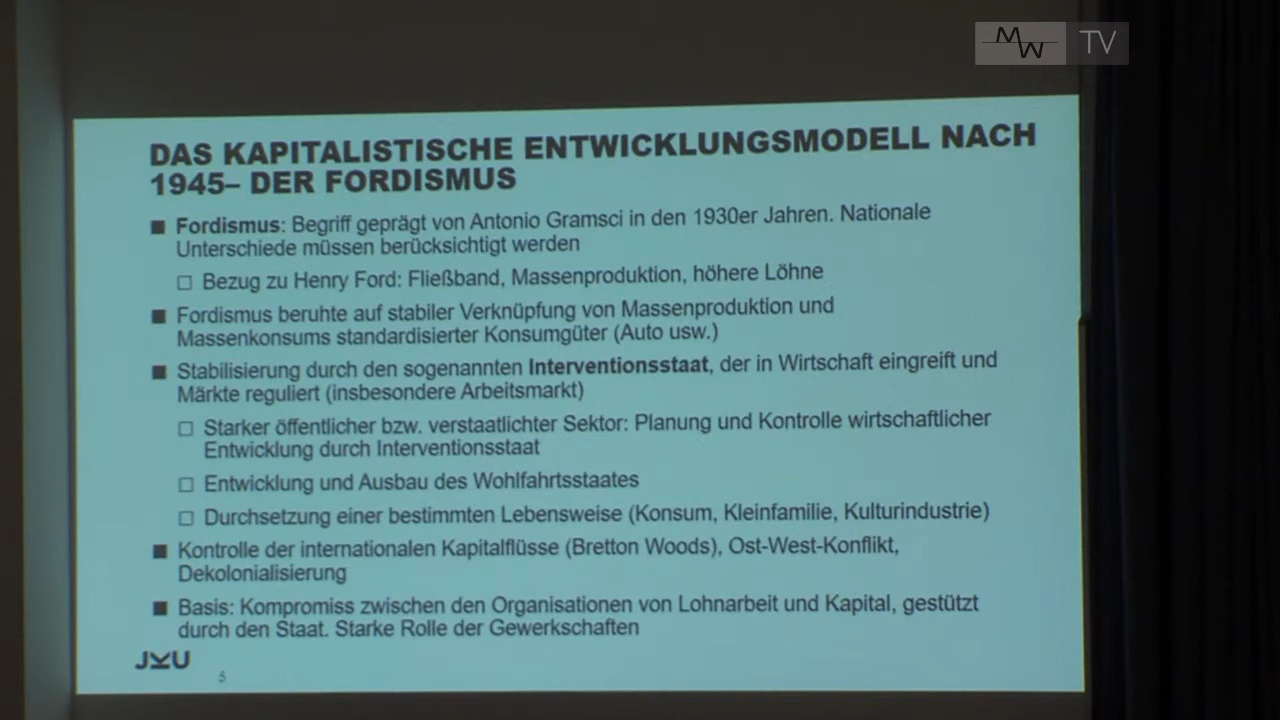 MW TV
DAS KAPITALISTISCHE ENTWICKLUNGSMODELL NACH
1945– DER FORDISMUS
■ Fordismus: Begriff geprägt von Antonio Gramsci in den 1930er Jahren. Nationale
Unterschiede müssen berücksichtigt werden
□ Bezug zu Henry Ford: Fließband, Massenproduktion, höhere Löhne
■ Fordismus beruhte auf stabiler Verknüpfung von Massenproduktion und
Massenkonsums standardisierter Konsumgüter (Auto usw.)
■ Stabilisierung durch den sogenannten Interventionsstaat, der in Wirtschaft eingreift und
Märkte reguliert (insbesondere Arbeitsmarkt)
□ Starker öffentlicher bzw. verstaatlichter Sektor: Planung und Kontrolle wirtschaftlicher
Entwicklung durch Interventionsstaat
□ Entwicklung und Ausbau des Wohlfahrtsstaates
□ Durchsetzung einer bestimmten Lebensweise (Konsum, Kleinfamilie, Kulturindustrie)
■ Kontrolle der internationalen Kapitalflüsse (Bretton Woods), Ost-West-Konflikt,
Dekolonialisierung
■ Basis: Kompromiss zwischen den Organisationen von Lohnarbeit und Kapital, gestützt
durch den Staat. Starke Rolle der Gewerkschaften
JKU
5